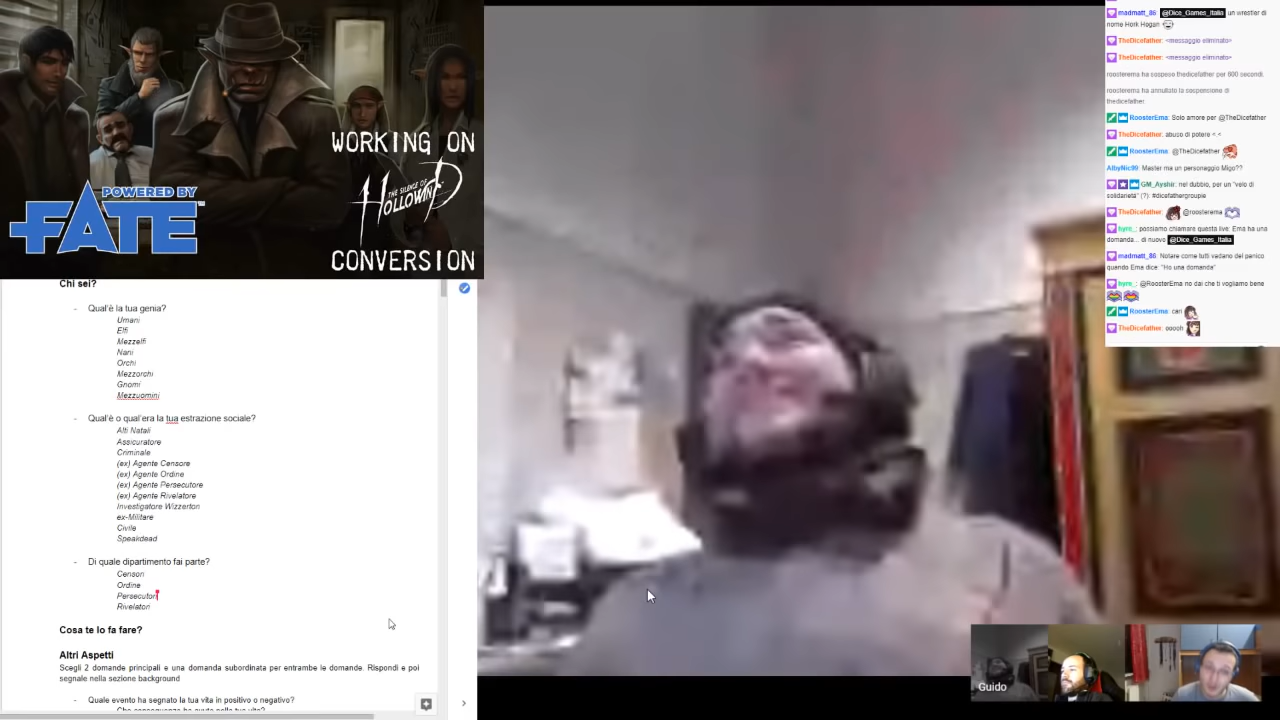 WORKING ON
THE SILENCE OF
HOLLOWIND
CONVERSION
POWERED BY
FATE
TM
Chi sei?
- Qual'è la tua genia?
Umani
Elfi
Mezzelfi
Nani
Orchi
Mezzorchi
Gnomi
Mezzuomini
- Qual'è o qual'era la tua estrazione sociale?
Alti Natali
Assicuratore
Criminale
(ex) Agente Censore
(ex) Agente Ordine
(ex) Agente Persecutore
(ex) Agente Rivelatore
Investigatore Wizzerton
ex-Militare
Civile
Speakdead
- Di quale dipartimento fai parte?
Censori
Ordine
Persecutori
Rivelatori
Cosa te lo fa fare?
Altri Aspetti
Scegli 2 domande principali e una domanda subordinata per entrambe le domande. Rispondi e poi
segnale nella sezione background
- Quale evento ha segnato la tua vita in positivo o negativo?
madmatt_86: @Dice_Games_Italia un wrestler di
nome Hork Hogan
TheDicefather: <messaggio eliminato>
TheDicefather: <messaggio eliminato>
roosterema ha sospeso thedicefather per 600 secondi.
roosterema ha annullato la sospensione di
thedicefather.
RoosterEma: Solo amore per @TheDicefather
TheDicefather: abuso di potere <.<
RoosterEma: @TheDicefather
AlbyNic99: Master ma un personaggio Migo??
GM_Ayshir: nel dubbio, per un "velo di
solidarietà" (?): #dicefathergroupie
TheDicefather: @roosterema
hyrn_: possiamo chiamare questa live: Ema ha una
domanda... di nuovo @Dice_Games_Italia
madmatt_86: Notare come tutti vadano del panico
quando Ema dice: "Ho una domanda"
hyrn_: @RoosterEma no dai che ti vogliamo bene
RoosterEma: cari
TheDicefather: ooooh
Guido